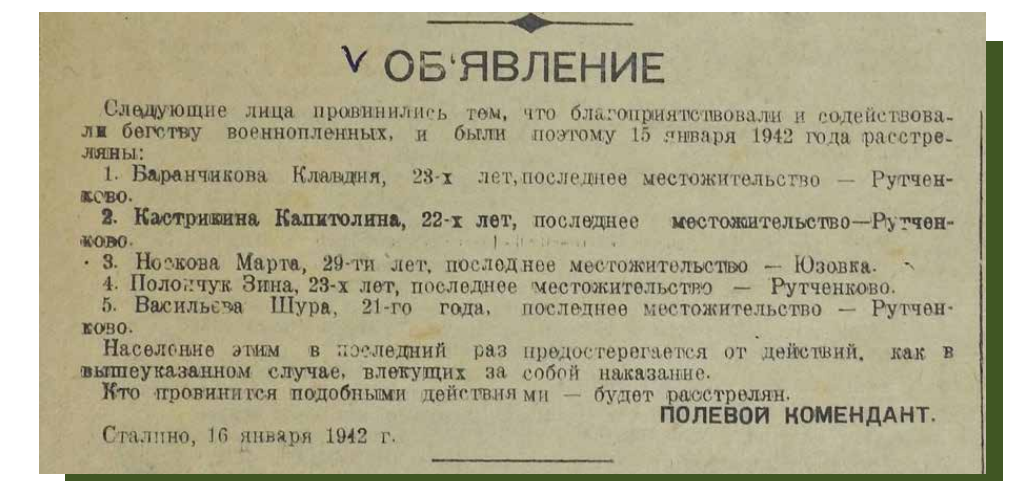 V ОБ‘ЯВЛЕНИЕ
Следующие лица провинились тем, что благоприятствовали и содействова-
ли бегству военнопленных, и были поэтому 15 января 1942 года расстре-
ляны:
1. Баранчикова Клавдия, 23-х лет, последнее местожительство — Рутчен-
ково.
2. Кастрикина Капитолина, 22-х лет, последнее местожительство—Рутчен-
ково.
3. Носкова Марта, 29-ти лет, последнее местожительство — Юзовка.
4. Полончук Зина, 23-х лет, последнее местожительство — Рутченково.
5. Васильева Шура, 21-го года, последнее местожительство — Рутчен-
ково.
Население этим в последний раз предостерегается от действий, как в
вышеуказанном случае, влекущих за собой наказание.
Кто провинится подобными действиями — будет расстрелян.
ПОЛЕВОЙ КОМЕНДАНТ.
Сталино, 16 января 1942 г.